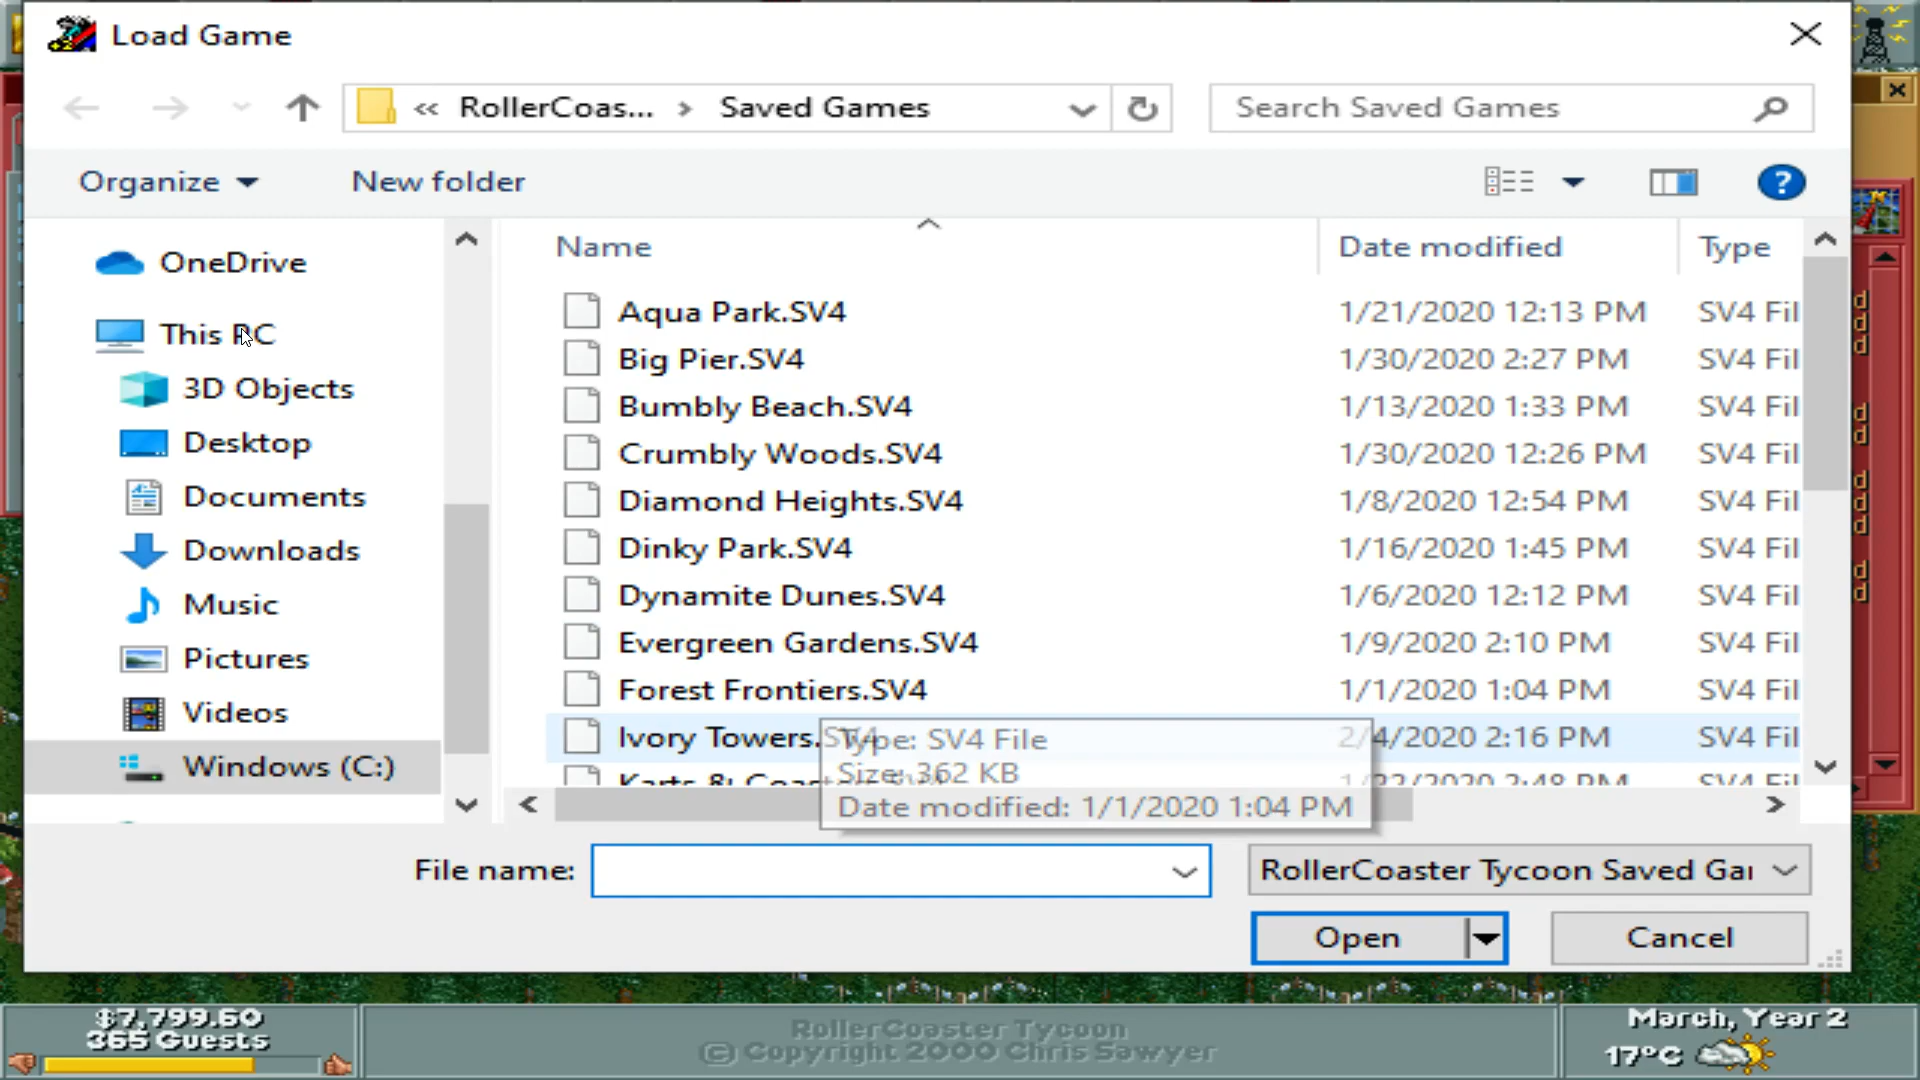 Load Game
« RollerCoas... > Saved Games
Search Saved Games
Organize
New folder
?
OneDrive
This PC
3D Objects
Desktop
Documents
Downloads
Music
Pictures
Videos
Windows (C:)
Name Date modified Type
Aqua Park.SV4 1/21/2020 12:13 PM SV4 Fil
Big Pier.SV4 1/30/2020 2:27 PM SV4 Fil
Bumbly Beach.SV4 1/13/2020 1:33 PM SV4 Fil
Crumbly Woods.SV4 1/30/2020 12:26 PM SV4 Fil
Diamond Heights.SV4 1/8/2020 12:54 PM SV4 Fil
Dinky Park.SV4 1/16/2020 1:45 PM SV4 Fil
Dynamite Dunes.SV4 1/6/2020 12:12 PM SV4 Fil
Evergreen Gardens.SV4 1/9/2020 2:10 PM SV4 Fil
Forest Frontiers.SV4 1/1/2020 1:04 PM SV4 Fil
Ivory Towers.SV4 2/4/2020 2:16 PM SV4 Fil
Type: SV4 File
Size: 362 KB
Date modified: 1/1/2020 1:04 PM
File name:
RollerCoaster Tycoon Saved Gar
Open
Cancel
$7,799.60
365 Guests
RollerCoaster Tycoon
© Copyright 2000 Chris Sawyer
March, Year 2
17°C